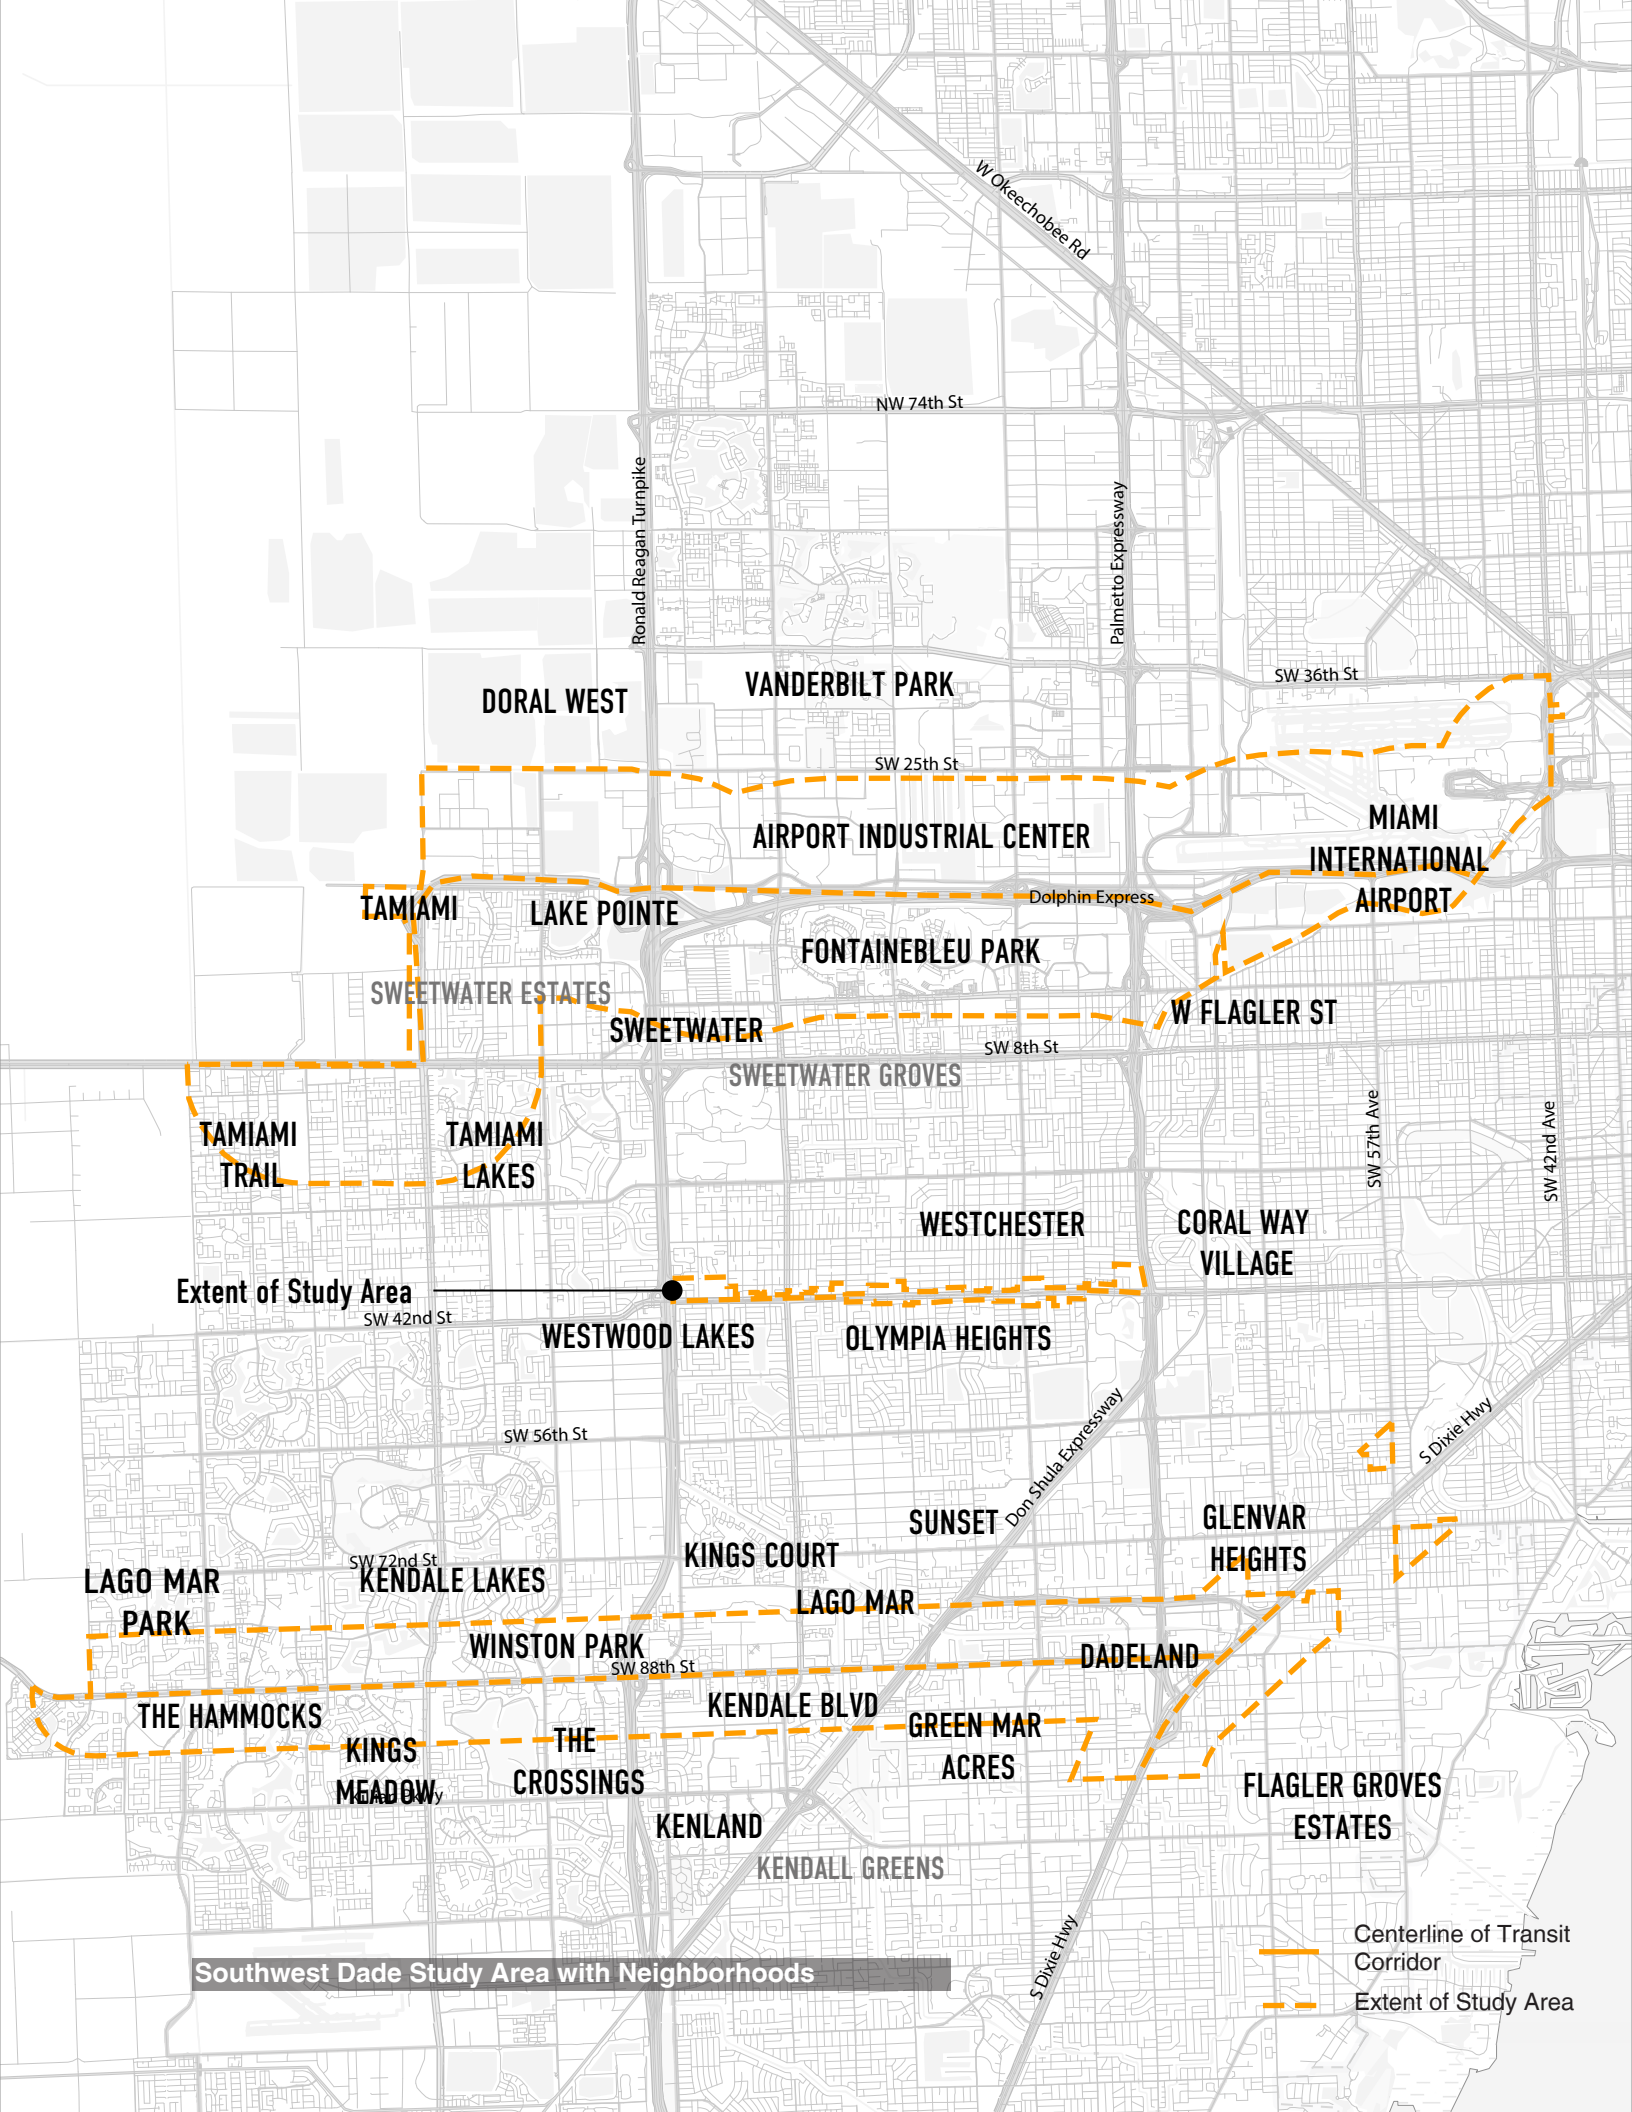 W Okeechobee Rd
NW 74th St
Ronald Reagan Turnpike
Palmetto Expressway
SW 36th St
VANDERBILT PARK
DORAL WEST
SW 25th St
MIAMI
INTERNATIONAL
AIRPORT
AIRPORT INDUSTRIAL CENTER
Dolphin Express
TAMIAMI
LAKE POINTE
FONTAINEBLEU PARK
SWEETWATER ESTATES
W FLAGLER ST
SWEETWATER
SW 8th St
SWEETWATER GROVES
SW 57th Ave
SW 42nd Ave
TAMIAMI
TRAIL
TAMIAMI
LAKES
WESTCHESTER
CORAL WAY
VILLAGE
Extent of Study Area
SW 42nd St
WESTWOOD LAKES
OLYMPIA HEIGHTS
SW 56th St
Don Shula Expressway
S Dixie Hwy
SUNSET
GLENVAR
HEIGHTS
KINGS COURT
SW 72nd St
KENDALE LAKES
LAGO MAR
PARK
LAGO MAR
WINSTON PARK
DADELAND
SW 88th St
THE HAMMOCKS
KENDALE BLVD
GREEN MAR
ACRES
KINGS
MEADOW
THE
CROSSINGS
FLAGLER GROVES
ESTATES
KENLAND
KENDALL GREENS
S Dixie Hwy
Southwest Dade Study Area with Neighborhoods
Centerline of Transit
Corridor
Extent of Study Area